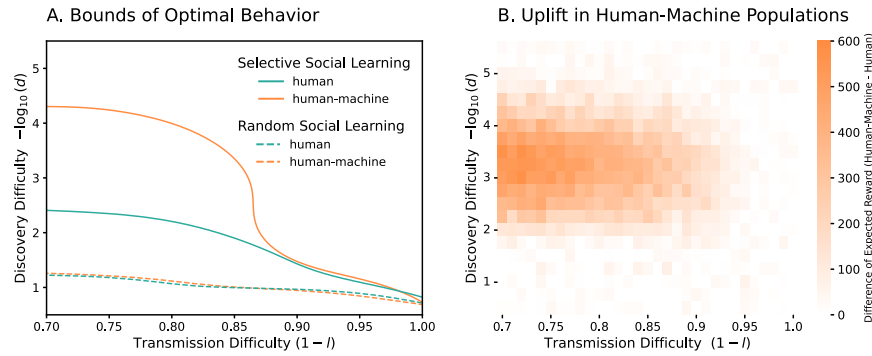 A. Bounds of Optimal Behavior
Selective Social Learning
human
human-machine
Random Social Learning
human
human-machine
5
4
3
2
1
Discovery Difficulty −log₁₀ (d)
0.70
0.75
0.80
0.85
0.90
0.95
1.00
Transmission Difficulty (1 − l)
B. Uplift in Human-Machine Populations
5
4
3
2
1
Discovery Difficulty −log₁₀ (d)
0.7
0.75
0.8
0.85
0.9
0.95
1.0
Transmission Difficulty (1 − l)
600
500
400
300
200
100
0
Difference of Expected Reward (Human-Machine - Human)